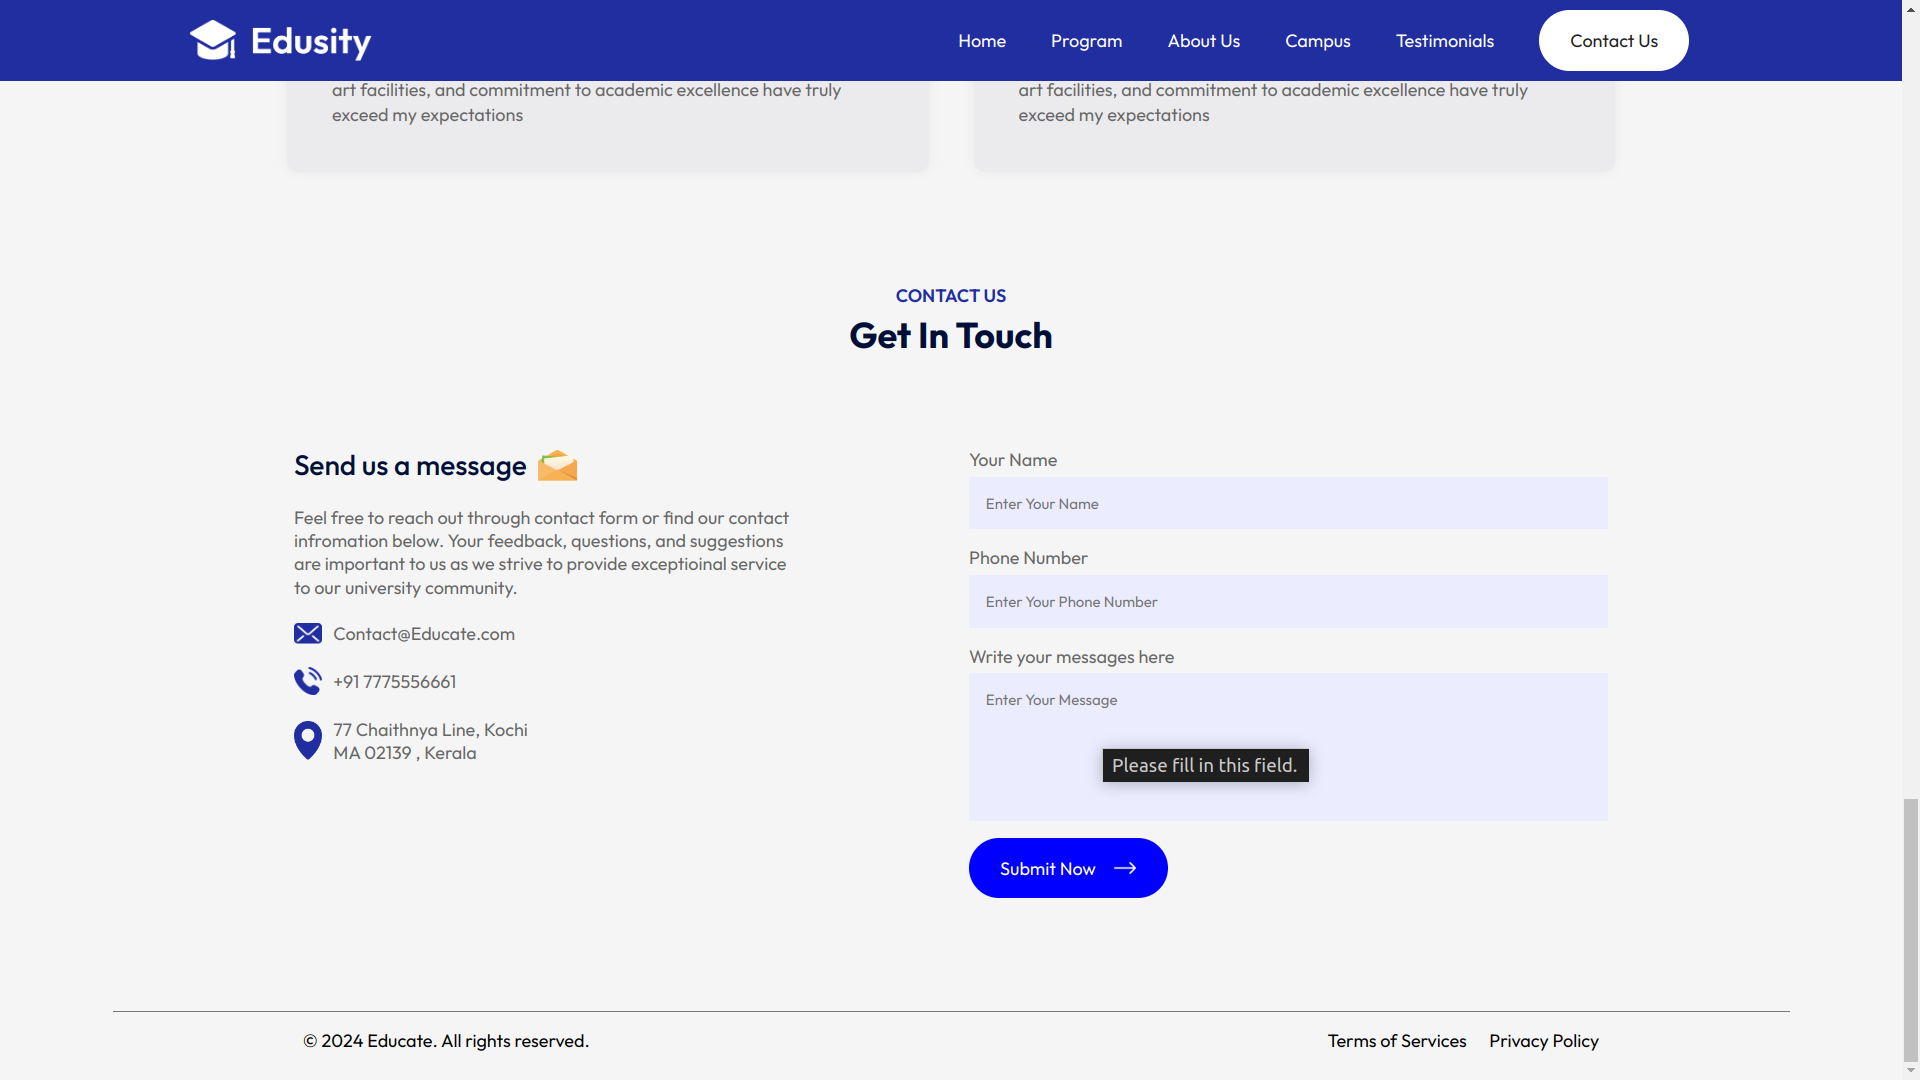 Edusity
Home
Program
About Us
Campus
Testimonials
Contact Us
art facilities, and commitment to academic excellence have truly
exceed my expectations
art facilities, and commitment to academic excellence have truly
exceed my expectations
CONTACT US
Get In Touch
Send us a message
Feel free to reach out through contact form or find our contact
infromation below. Your feedback, questions, and suggestions
are important to us as we strive to provide exceptioinal service
to our university community.
Contact@Educate.com
+91 7775556661
77 Chaithnya Line, Kochi
MA 02139 , Kerala
Your Name
Enter Your Name
Phone Number
Enter Your Phone Number
Write your messages here
Enter Your Message
Please fill in this field.
Submit Now
© 2024 Educate. All rights reserved.
Terms of Services
Privacy Policy